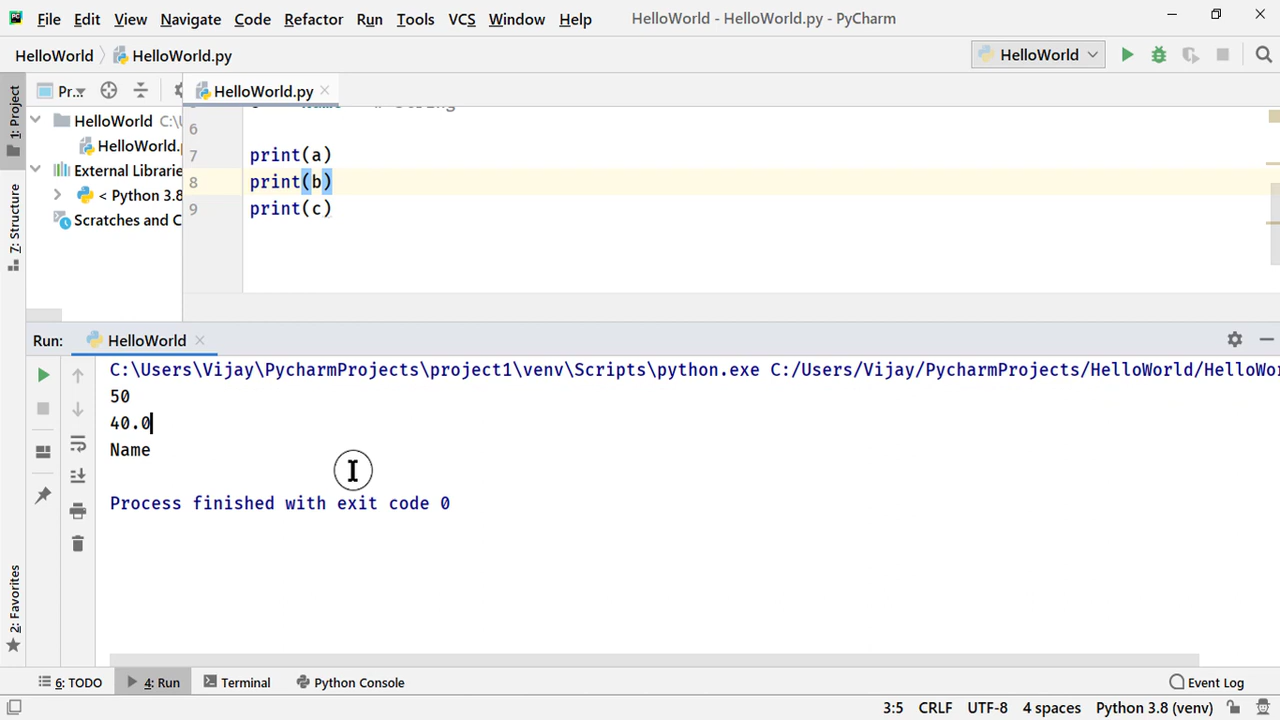 File Edit View Navigate Code Refactor Run Tools VCS Window Help HelloWorld - HelloWorld.py - PyCharm
HelloWorld HelloWorld.py HelloWorld
1: Project
Pr... HelloWorld.py
HelloWorld C:\
HelloWorld.
External Librarie
< Python 3.8
Scratches and C
7: Structure
6
7 print(a)
8 print(b)
9 print(c)
Run: HelloWorld
C:\Users\Vijay\PycharmProjects\project1\venv\Scripts\python.exe C:/Users/Vijay/PycharmProjects/HelloWorld/HelloWor
50
40.0
Name
Process finished with exit code 0
2: Favorites
6: TODO 4: Run Terminal Python Console Event Log
3:5 CRLF UTF-8 4 spaces Python 3.8 (venv)